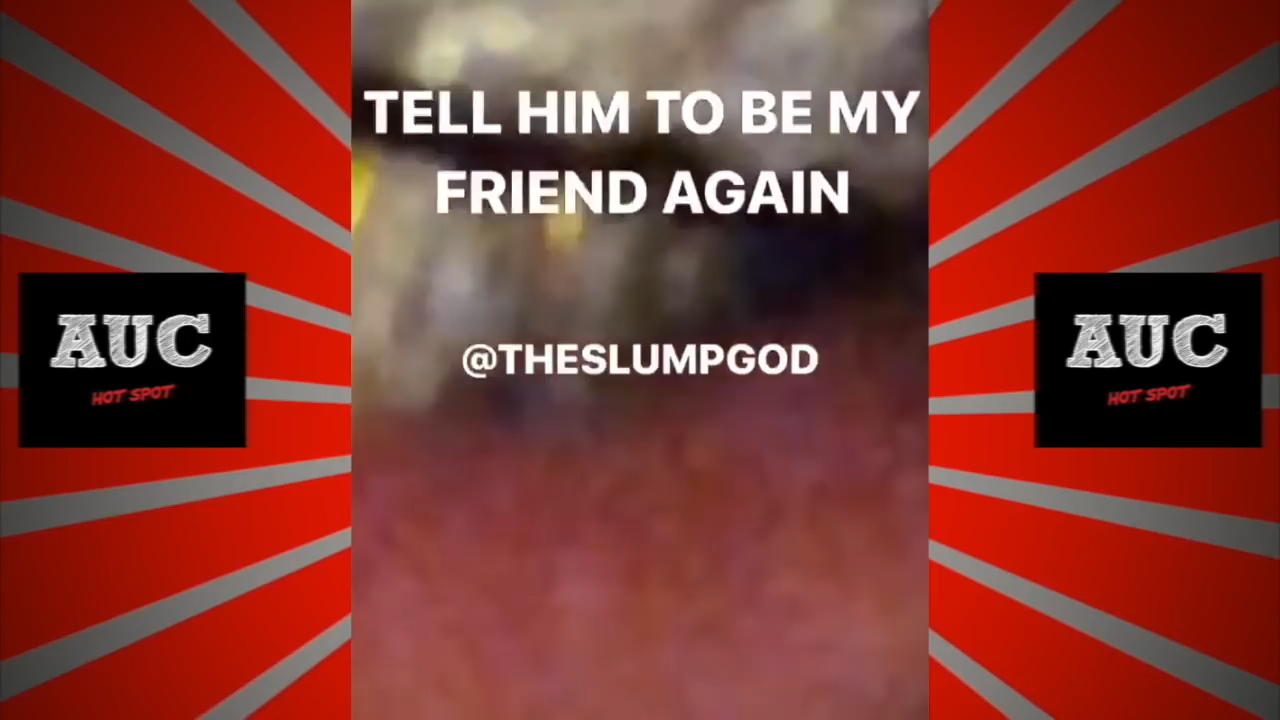 TELL HIM TO BE MY
FRIEND AGAIN
@THESLUMPGOD
AUC
HOT SPOT
AUC
HOT SPOT